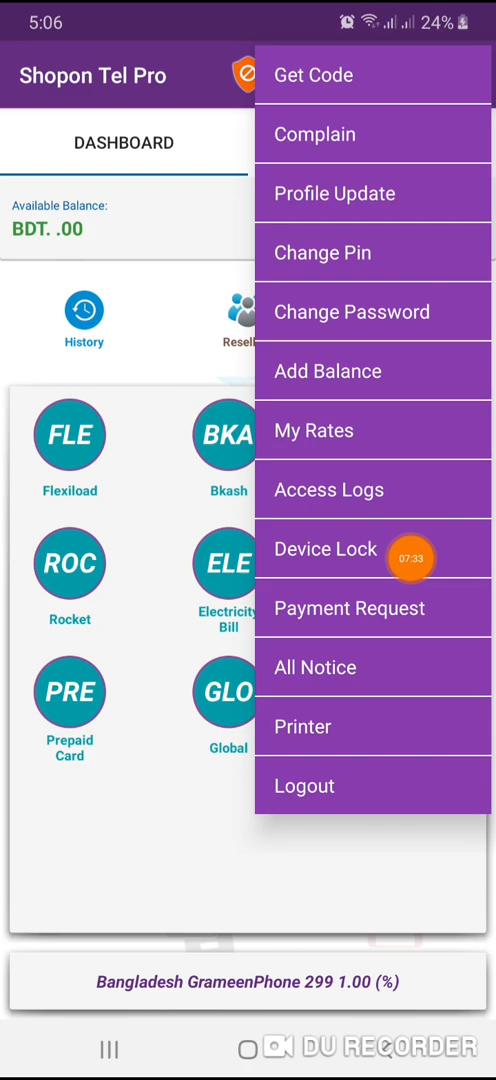 5:06
24%
Shopon Tel Pro
DASHBOARD
Available Balance:
BDT. .00
History
FLE
BKA
Flexiload
Bkash
ROC
ELE
Rocket
Electricity
Bill
PRE
GLO
Prepaid
Card
Global
Get Code
Complain
Profile Update
Change Pin
Change Password
Add Balance
My Rates
Access Logs
Device Lock
07:33
Payment Request
All Notice
Printer
Logout
Bangladesh GrameenPhone 299 1.00 (%)
DU RECORDER